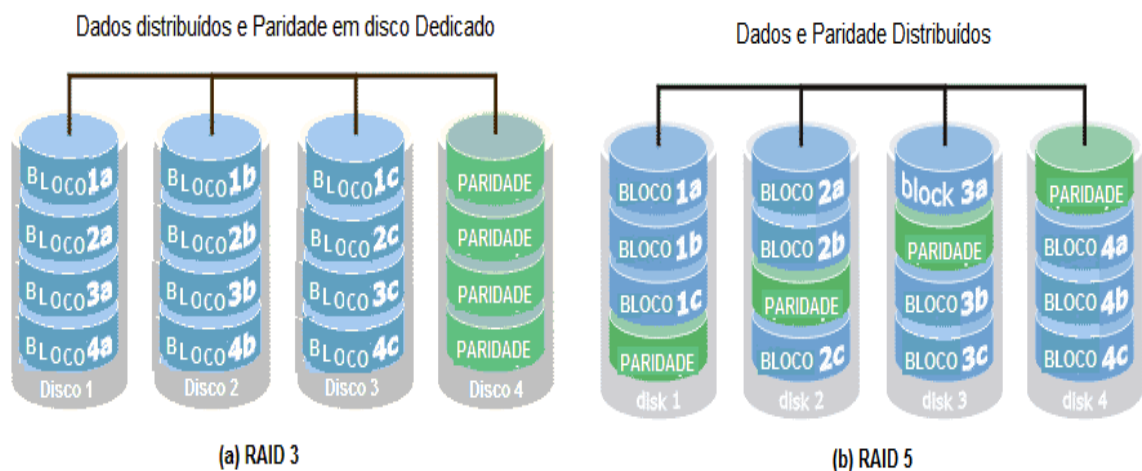 Dados distribuídos e Paridade em disco Dedicado
BLOCO1a BLOCO1b BLOCO1c PARIDADE
BLOCO2a BLOCO2b BLOCO2c PARIDADE
BLOCO3a BLOCO3b BLOCO3c PARIDADE
BLOCO4a BLOCO4b BLOCO4c PARIDADE
Disco 1 Disco 2 Disco 3 Disco 4
(a) RAID 3
Dados e Paridade Distribuídos
BLOCO 1a BLOCO 2a block 3a PARIDADE
BLOCO 1b BLOCO 2b PARIDADE BLOCO 4a
BLOCO 1c PARIDADE BLOCO 3b BLOCO 4b
PARIDADE BLOCO 2c BLOCO 3c BLOCO 4c
disk 1 disk 2 disk 3 disk 4
(b) RAID 5